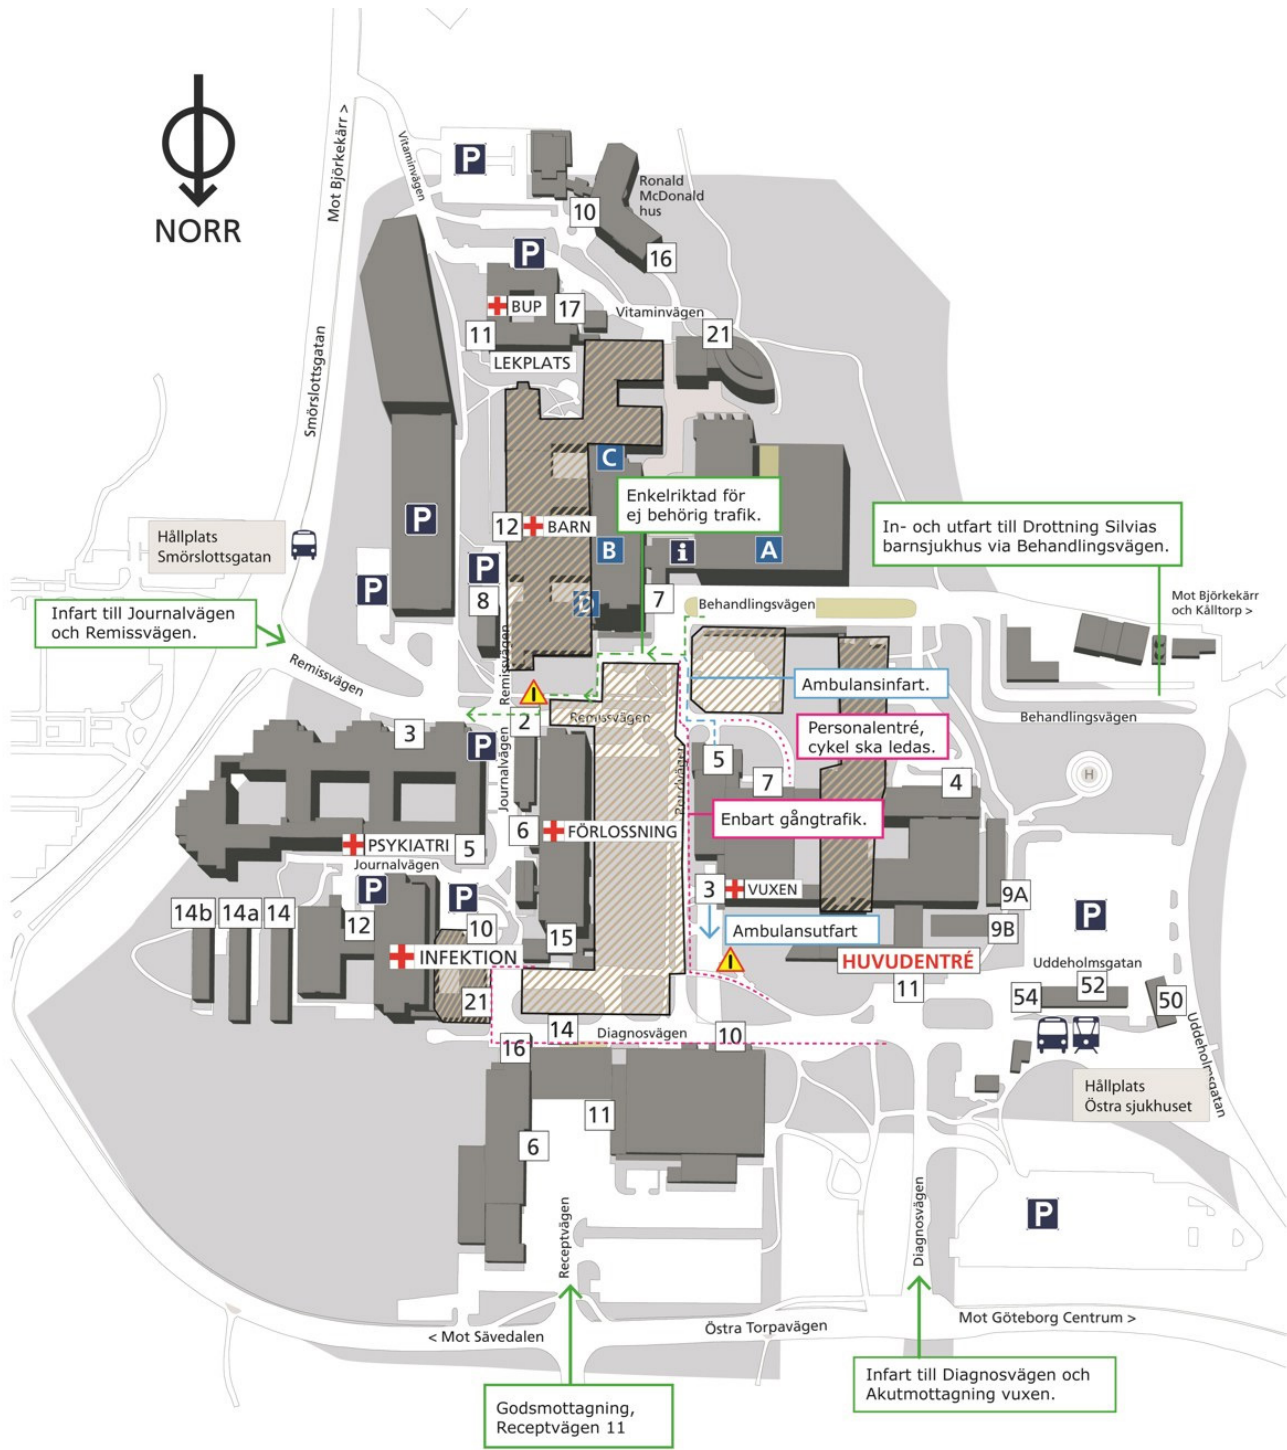 NORR
Mot Björkekärr >
Vitaminvägen
P
Ronald
McDonald
hus
10
16
P
BUP
17
11
Vitaminvägen
21
LEKPLATS
Smörslottsgatan
C
Enkelriktad för
ej behörig trafik.
P
12
BARN
B
i
A
In- och utfart till Drottning Silvias
barnsjukhus via Behandlingsvägen.
Hållplats
Smörslottsgatan
P
P
8
D
7
Behandlingsvägen
Mot Björkekärr
och Kålltorp >
Infart till Journalvägen
och Remissvägen.
Remissvägen
Remissvägen
Ambulansinfart.
Behandlingsvägen
2
Remissvägen
Personalentré,
cykel ska ledas.
3
P
Journalvägen
5
7
4
H
Enbart gångtrafik.
6
FÖRLOSSNING
PSYKIATRI
5
Journalvägen
P
P
3
VUXEN
9A
14b
14a
14
12
10
15
Ambulansutfart
9B
P
INFEKTION
HUVUDENTRÉ
Uddeholmsgatan
21
11
54
52
50
14
Diagnosvägen
10
16
Uddeholmsgatan
Hållplats
Östra sjukhuset
11
6
P
Receptvägen
Diagnosvägen
< Mot Sävedalen
Östra Torpavägen
Mot Göteborg Centrum >
Godsmottagning,
Receptvägen 11
Infart till Diagnosvägen och
Akutmottagning vuxen.